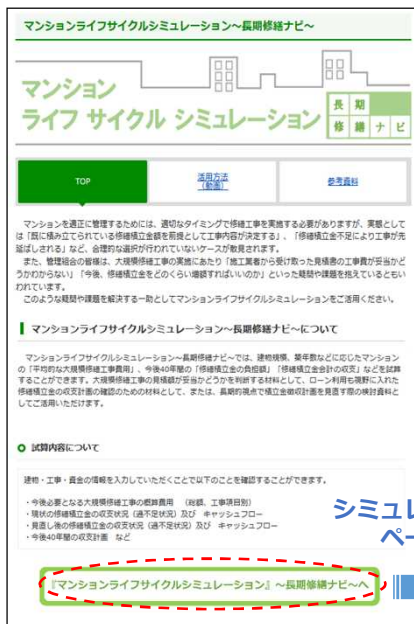 マンションライフサイクルシミュレーション～長期修繕ナビ～
マンション
ライフ サイクル シミュレーション
長 期
修 繕 ナ ビ
TOP
活用方法
(動画)
参考資料
マンションを適正に管理するためには、適切なタイミングで修繕工事を実施する必要がありますが、実態として
は「既に積み立てられている修繕積立金額を前提として工事内容が決定する」、「修繕積立金不足により工事が先
延ばしされる」など、合理的な選択が行われていないケースが散見されます。
また、管理組合の皆様は、大規模修繕工事の実施にあたり「施工業者から受け取った見積書の工事費が妥当かど
うかわからない」「今後、修繕積立金をどのくらい増額すればいいのか」といった疑問や課題を抱えているともい
われています。
このような疑問や課題を解決する一助としてマンションライフサイクルシミュレーションをご活用ください。
マンションライフサイクルシミュレーション～長期修繕ナビ～について
マンションライフサイクルシミュレーション～長期修繕ナビ～では、建物規模、築年数などに応じたマンション
の「平均的な大規模修繕工事費用」、今後40年間の「修繕積立金の負担額」「修繕積立金会計の収支」などを試算
することができます。大規模修繕工事の見積額が妥当かどうかを判断する材料として、ローン利用も視野に入れた
修繕積立金の収支計画の確認のための材料として、または、長期的視点で積立金徴収計画を見直す際の検討資料と
してご活用いただけます。
試算内容について
建物・工事・資金の情報を入力していただくことで以下のことを確認することができます。
・今後必要となる大規模修繕工事の概算費用 （総額、工事項目別）
・現状の修繕積立金の収支状況（過不足状況）及び キャッシュフロー
・見直し後の修繕積立金の収支状況（過不足状況）及び キャッシュフロー
・今後40年間の収支計画 など
シミュレ
ペー
『マンションライフサイクルシミュレーション』～長期修繕ナビ～へ